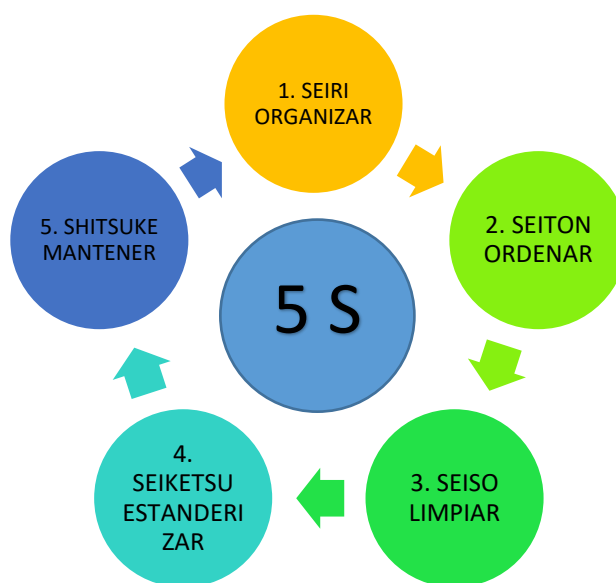 1. SEIRI
ORGANIZAR
2. SEITON
ORDENAR
3. SEISO
LIMPIAR
4.
SEIKETSU
ESTANDERI
ZAR
5. SHITSUKE
MANTENER
5 S